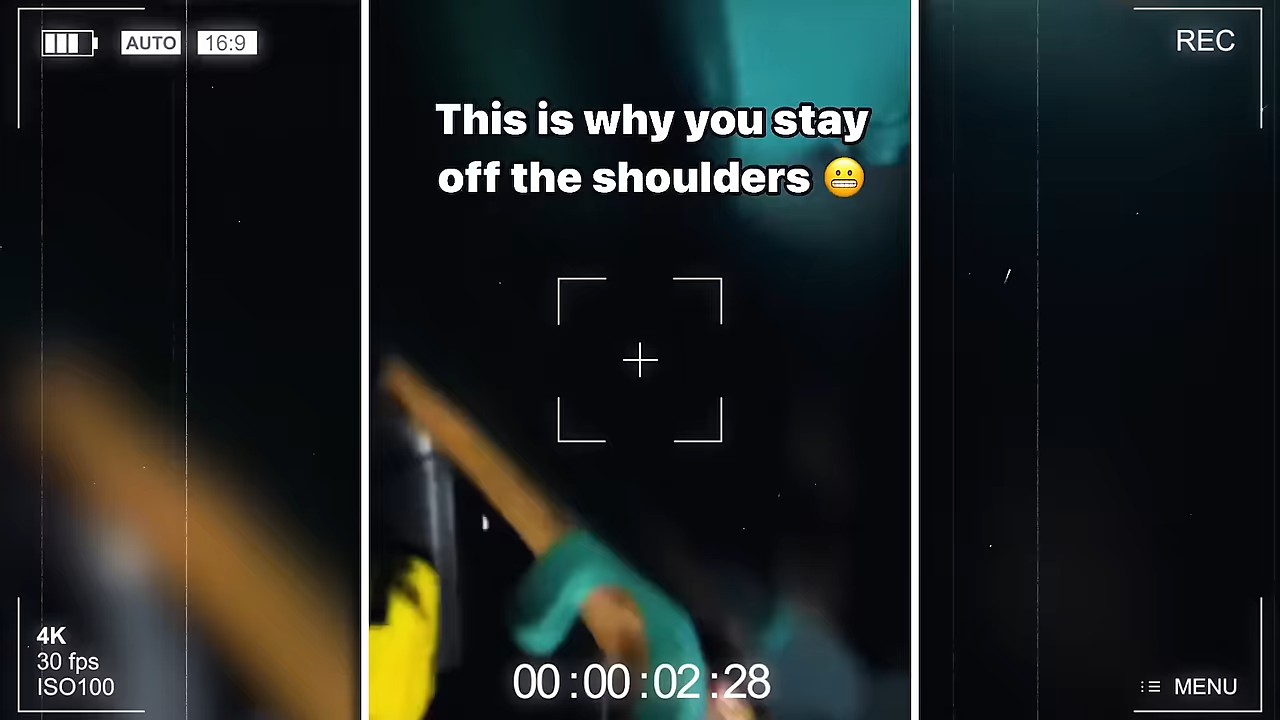 AUTO 16:9
REC
This is why you stay
off the shoulders 😬
4K
30 fps
ISO100
00:00:02:28
MENU